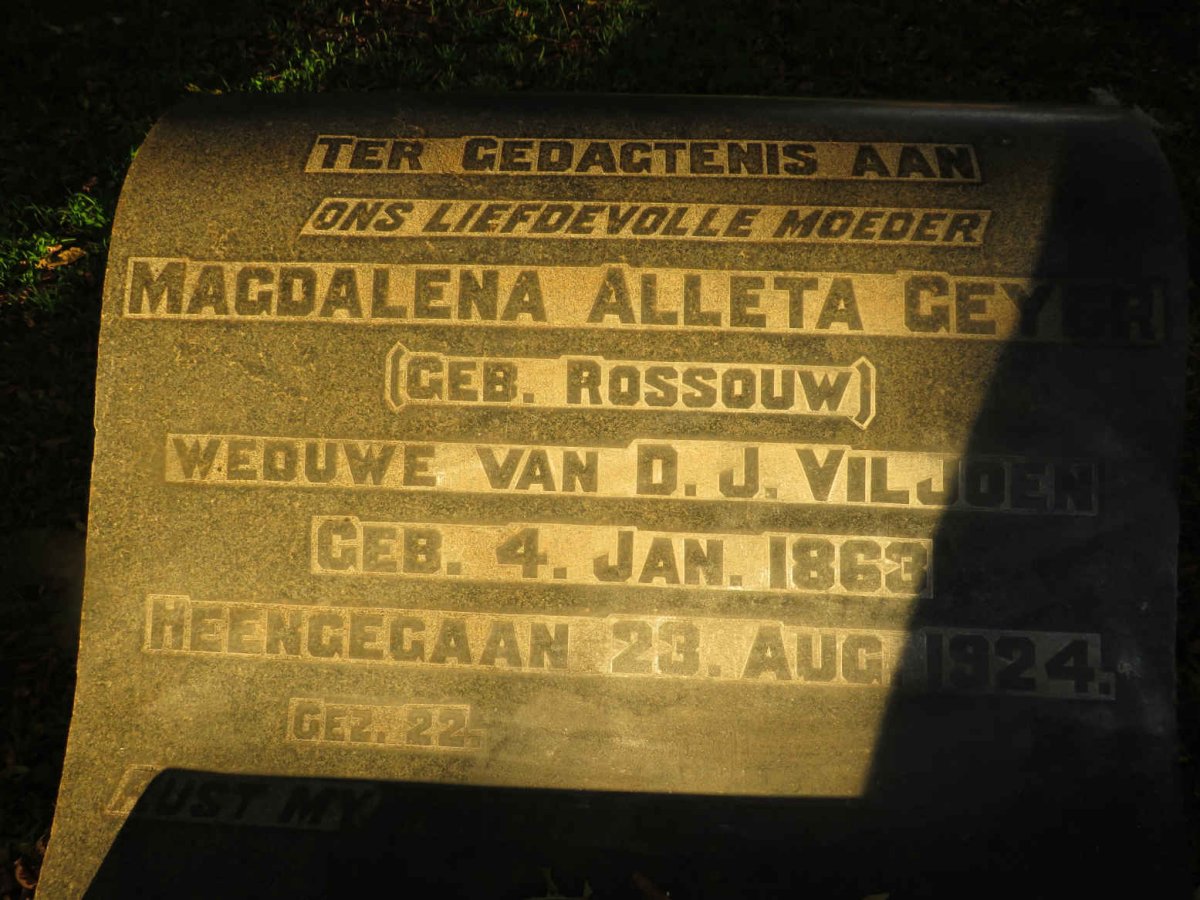 TER GEDAGTENIS AAN
ONS LIEFDEVOLLE MOEDER
MAGDALENA ALLETA GEYER
(GEB. ROSSOUW)
WEDUWE VAN D. J. VILJOEN
GEB. 4. JAN. 1863
HEENGEGAAN 23. AUG. 1924.
GEZ. 22.
RUST MY